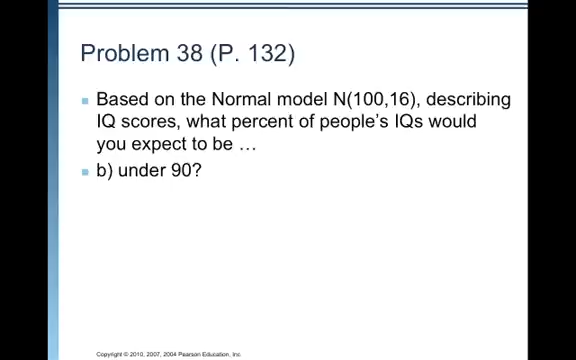 Problem 38 (P. 132)
Based on the Normal model N(100,16), describing
IQ scores, what percent of people's IQs would
you expect to be …
b) under 90?
Copyright © 2010, 2007, 2004 Pearson Education, Inc